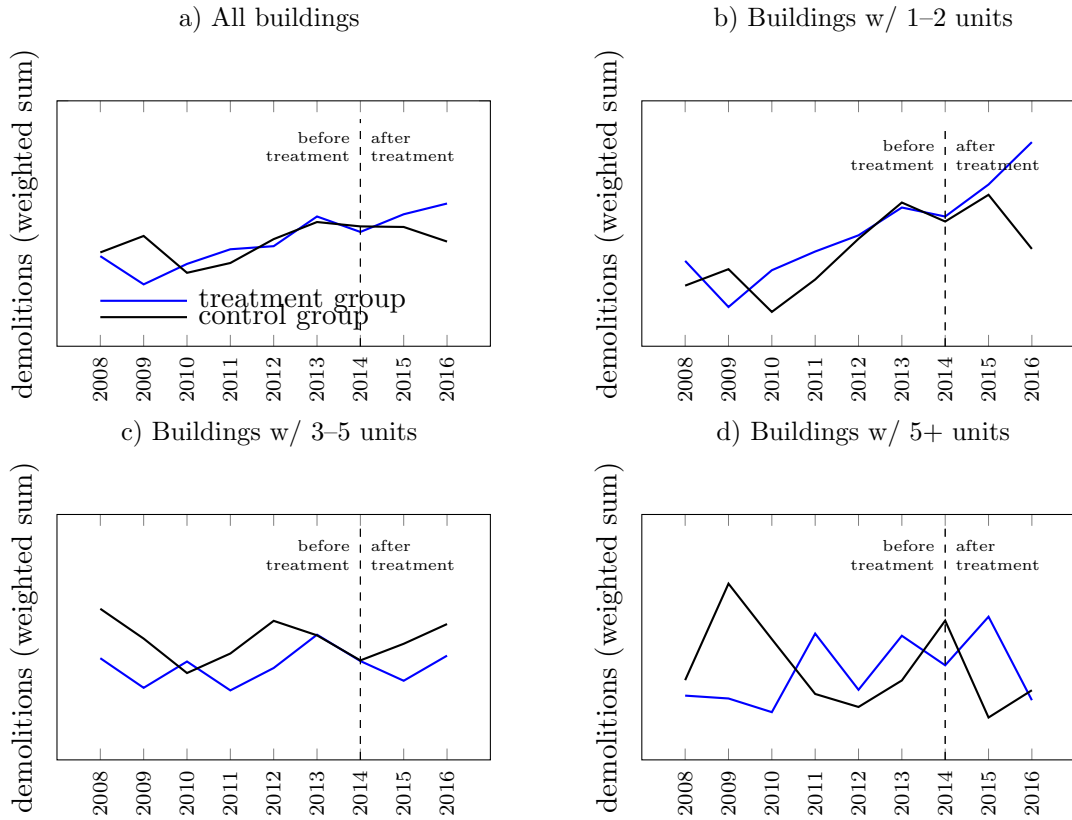 a) All buildings
demolitions (weighted sum)
before
treatment
after
treatment
treatment group
control group
2008
2009
2010
2011
2012
2013
2014
2015
2016
b) Buildings w/ 1–2 units
demolitions (weighted sum)
before
treatment
after
treatment
2008
2009
2010
2011
2012
2013
2014
2015
2016
c) Buildings w/ 3–5 units
demolitions (weighted sum)
before
treatment
after
treatment
2008
2009
2010
2011
2012
2013
2014
2015
2016
d) Buildings w/ 5+ units
demolitions (weighted sum)
before
treatment
after
treatment
2008
2009
2010
2011
2012
2013
2014
2015
2016